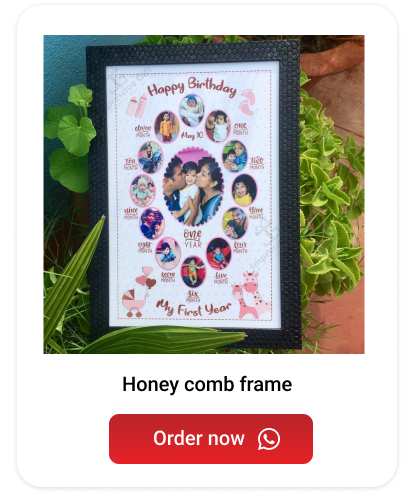 Happy Birthday
May 10
one
MONTH
two
MONTH
three
MONTH
four
MONTH
five
MONTH
six
MONTH
seven
MONTH
eight
MONTH
nine
MONTH
ten
MONTH
eleven
MONTH
one
YEAR
My First Year
Honey comb frame
Order now